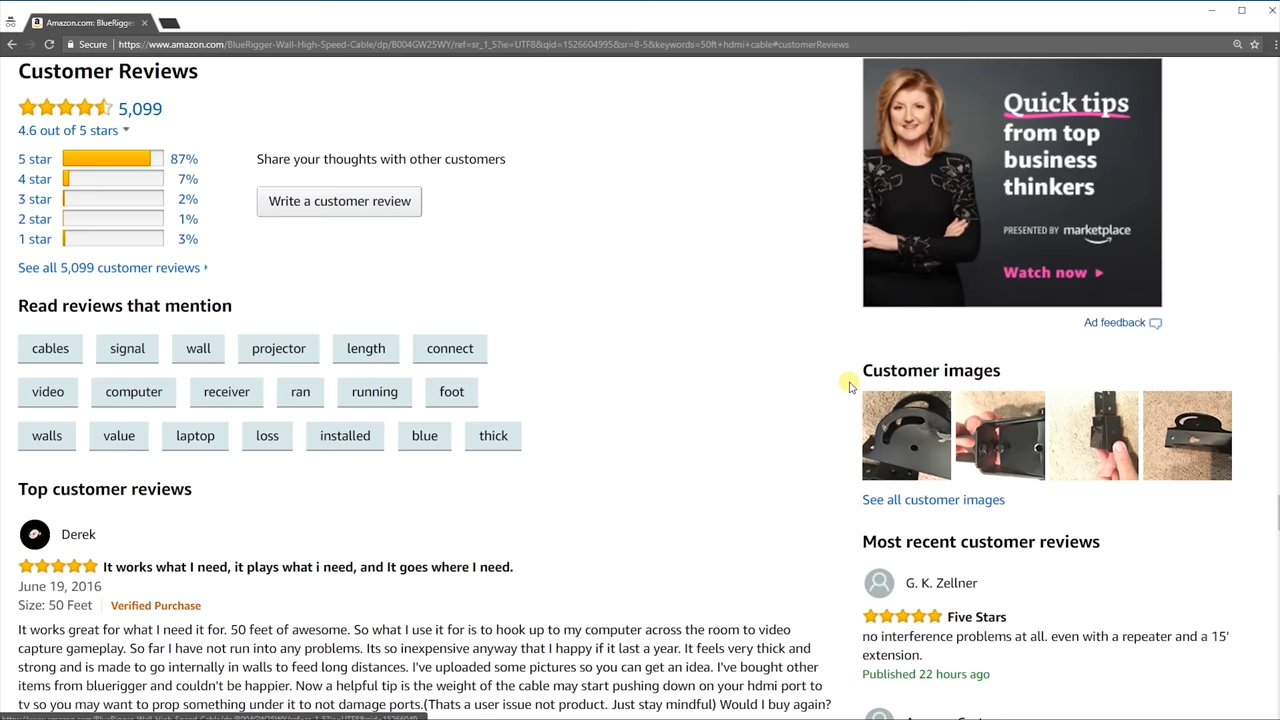 Amazon.com: BlueRigger
Secure
https://www.amazon.com/BlueRigger-Wall-High-Speed-Cable/dp/B004GW25WY/ref=sr_1_5?ie=UTF8&qid=1526604995&sr=8-5&keywords=50ft+hdmi+cable#customerReviews
Customer Reviews
5,099
4.6 out of 5 stars
5 star 87%
4 star 7%
3 star 2%
2 star 1%
1 star 3%
Share your thoughts with other customers
Write a customer review
See all 5,099 customer reviews
Read reviews that mention
cables signal wall projector length connect
video computer receiver ran running foot
walls value laptop loss installed blue thick
Top customer reviews
Derek
It works what I need, it plays what i need, and It goes where I need.
June 19, 2016
Size: 50 Feet Verified Purchase
It works great for what I need it for. 50 feet of awesome. So what I use it for is to hook up to my computer across the room to video
capture gameplay. So far I have not run into any problems. Its so inexpensive anyway that I happy if it last a year. It feels very thick and
strong and is made to go internally in walls to feed long distances. I've uploaded some pictures so you can get an idea. I've bought other
items from bluerigger and couldn't be happier. Now a helpful tip is the weight of the cable may start pushing down on your hdmi port to
tv so you may want to prop something under it to not damage ports.(Thats a user issue not product. Just stay mindful) Would I buy again?
Quick tips
from top
business
thinkers
PRESENTED BY marketplace
Watch now
Ad feedback
Customer images
See all customer images
Most recent customer reviews
G. K. Zellner
Five Stars
no interference problems at all. even with a repeater and a 15'
extension.
Published 22 hours ago